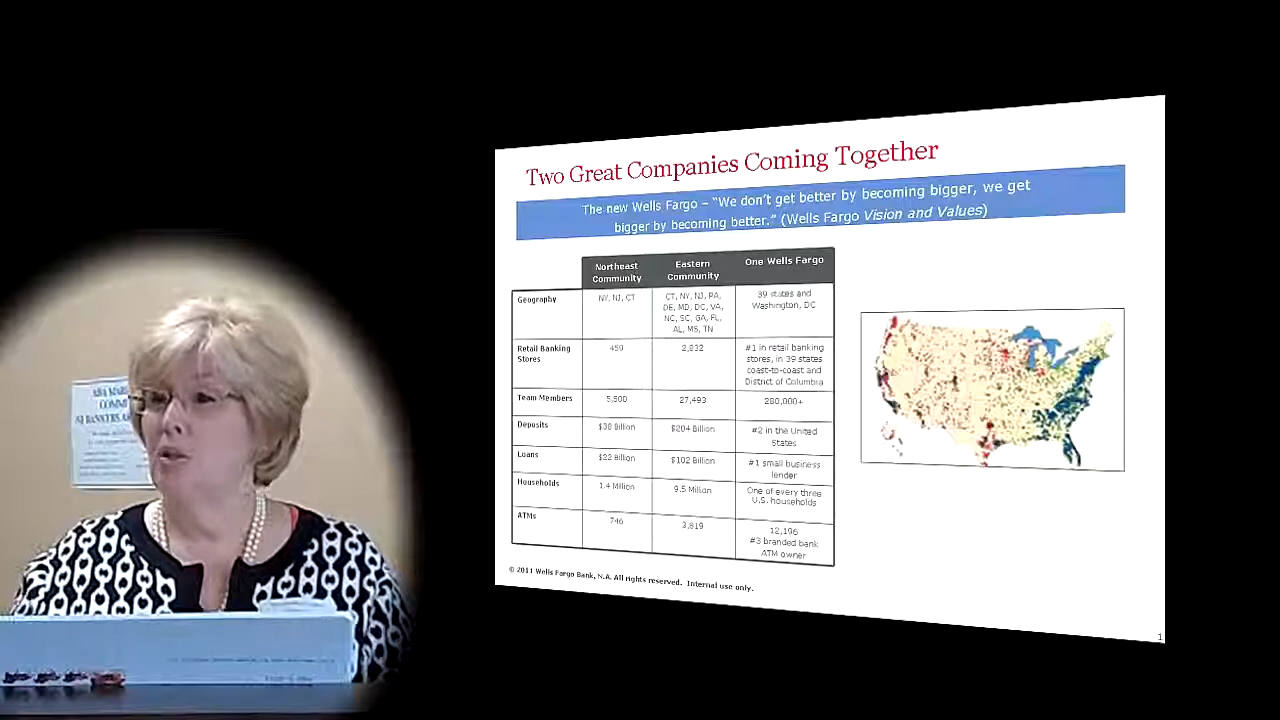 Two Great Companies Coming Together
The new Wells Fargo – “We don’t get better by becoming bigger, we get
bigger by becoming better.” (Wells Fargo Vision and Values)
Northeast Community
Eastern Community
One Wells Fargo
Geography
NY, NJ, CT
CT, NY, NJ, PA,
DE, MD, DC, VA,
NC, SC, GA, FL,
AL, MS, TN
39 states and
Washington, DC
Retail Banking
Stores
459
2,932
#1 in retail banking
stores, in 39 states
coast-to-coast and
District of Columbia
Team Members
5,500
27,493
280,000+
Deposits
$38 Billion
$204 Billion
#2 in the United
States
Loans
$22 Billion
$102 Billion
#1 small business
lender
Households
1.4 Million
9.5 Million
One of every three
U.S. households
ATMs
746
3,819
12,196
#3 branded bank
ATM owner
© 2011 Wells Fargo Bank, N.A. All rights reserved. Internal use only.
1